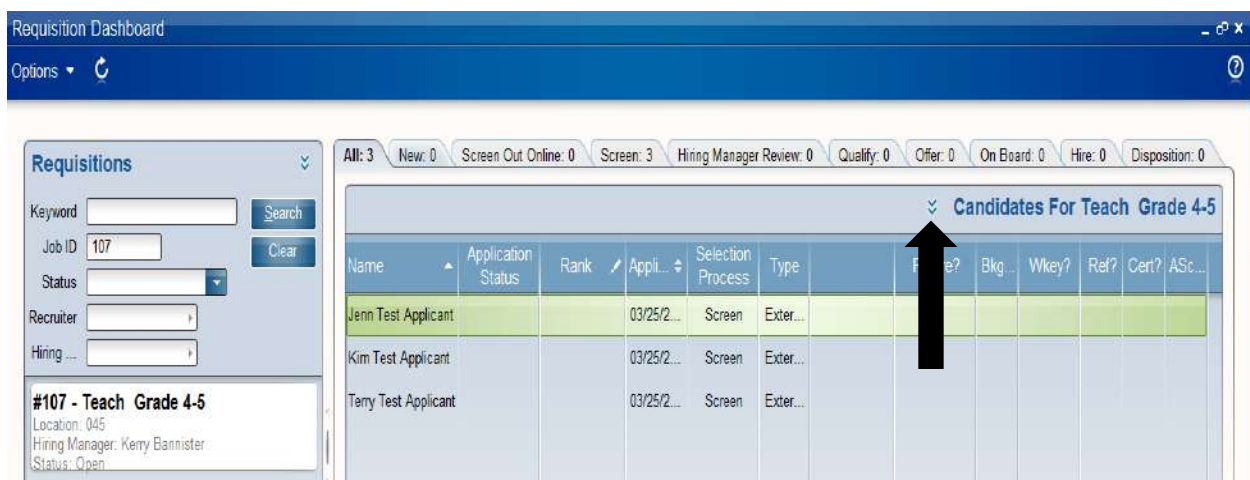 Requisition Dashboard
Options
Requisitions
Keyword
Search
Job ID 107
Clear
Status
Recruiter
Hiring ...
#107 - Teach Grade 4-5
Location: 045
Hiring Manager: Kerry Bannister
Status: Open
All: 3 New: 0 Screen Out Online: 0 Screen: 3 Hiring Manager Review: 0 Qualify: 0 Offer: 0 On Board: 0 Hire: 0 Disposition: 0
Candidates For Teach Grade 4-5
Name Application Status Rank Appli... Selection Process Type Bkg... Wkey? Ref? Cert? ASc...
Jenn Test Applicant 03/25/2... Screen Exter...
Kim Test Applicant 03/25/2... Screen Exter...
Terry Test Applicant 03/25/2... Screen Exter...